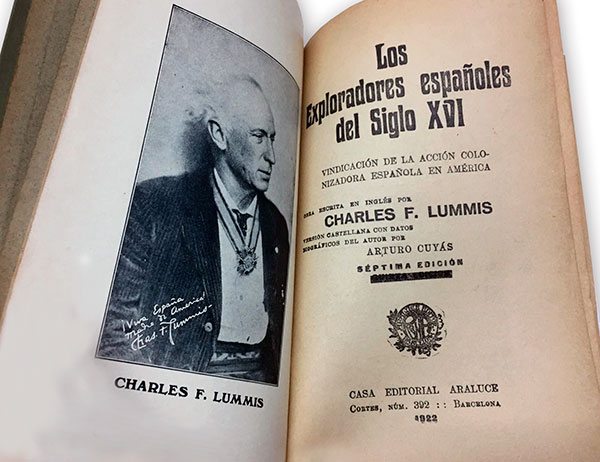 ¡Viva España
Madre de América
Chas. F. Lummis
CHARLES F. LUMMIS
Los
Exploradores españoles
del Siglo XVI
VINDICACIÓN DE LA ACCIÓN COLO-
NIZADORA ESPAÑOLA EN AMÉRICA
OBRA ESCRITA EN INGLÉS POR
CHARLES F. LUMMIS
VERSIÓN CASTELLANA CON DATOS
BIOGRÁFICOS DEL AUTOR POR
ARTURO CUYÁS
SÉPTIMA EDICIÓN
CASA EDITORIAL ARALUCE
CORTES, NÚM. 392 :: BARCELONA
1922